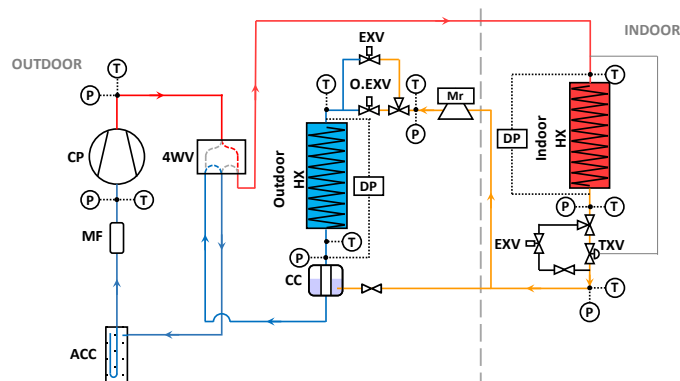 INDOOR
OUTDOOR
EXV
T
P
T
O.EXV
T
Mr
T
P
CP
4WV
Outdoor
HX
DP
DP
Indoor
HX
P
T
MF
P
T
EXV
TXV
T
P
CC
T
P
ACC